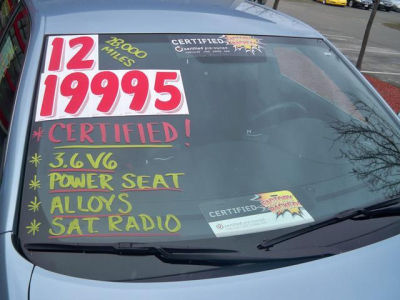 12
28,000
MILES
19995
* CERTIFIED!
* 3.6 V6
* POWER SEAT
* ALLOYS
* SAT RADIO
CERTIFIED
CERTIFIED